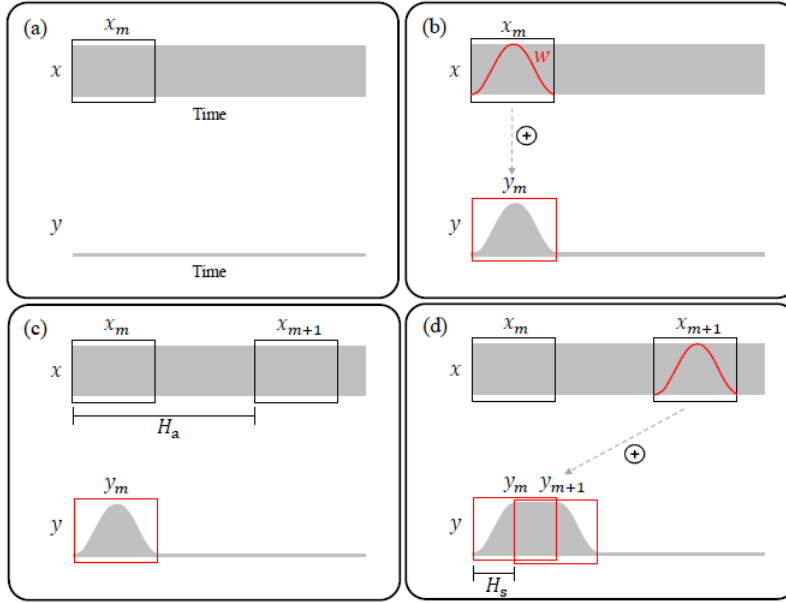 (a)
x_m
x
Time
y
Time
(b)
x_m
w
x
+
y_m
y
(c)
x_m x_{m+1}
x
H_a
y_m
y
(d)
x_m x_{m+1}
x
+
y_m y_{m+1}
y
H_s